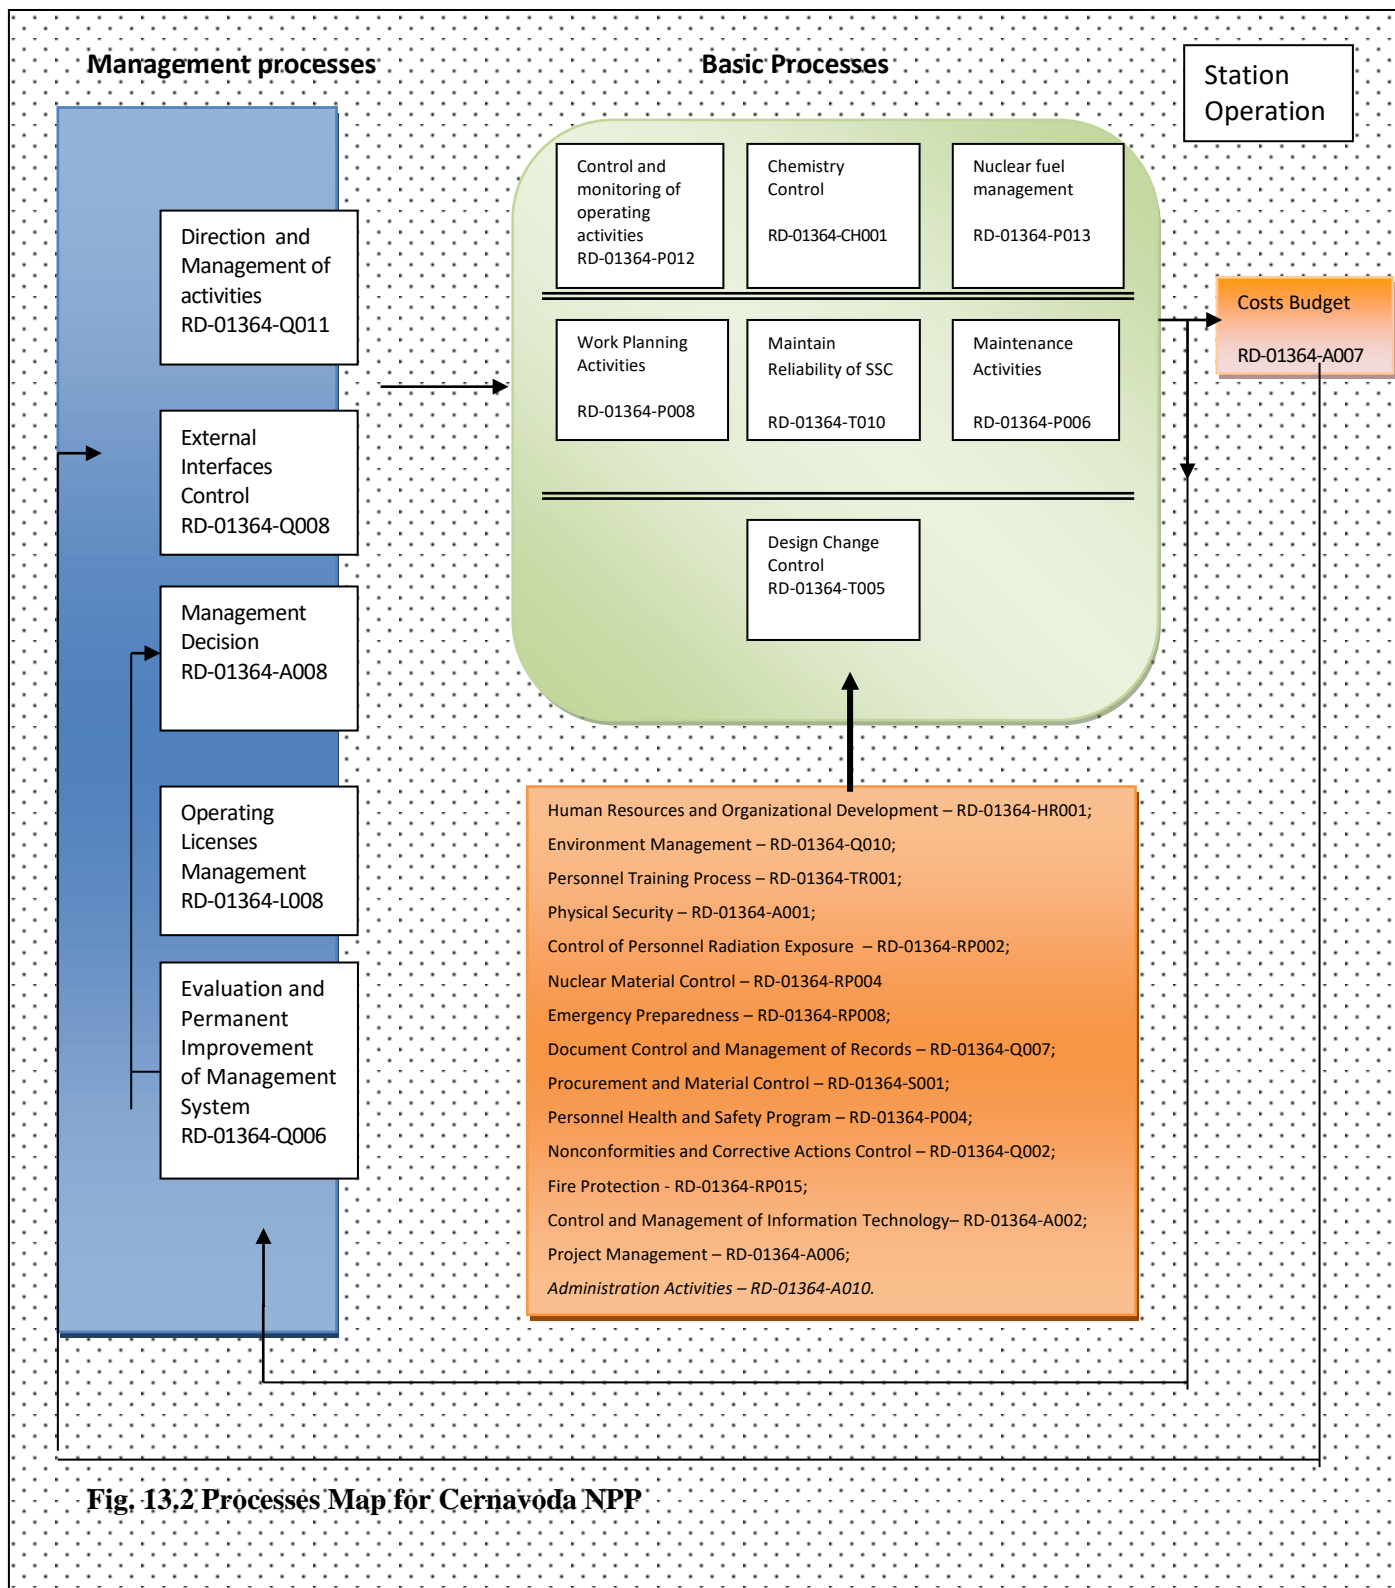 Management processes
Basic Processes
Station
Operation
Direction and
Management of
activities
RD-01364-Q011
External
Interfaces
Control
RD-01364-Q008
Management
Decision
RD-01364-A008
Operating
Licenses
Management
RD-01364-L008
Evaluation and
Permanent
Improvement
of Management
System
RD-01364-Q006
Control and
monitoring of
operating
activities
RD-01364-P012
Chemistry
Control
RD-01364-CH001
Nuclear fuel
management
RD-01364-P013
Work Planning
Activities
RD-01364-P008
Maintain
Reliability of SSC
RD-01364-T010
Maintenance
Activities
RD-01364-P006
Design Change
Control
RD-01364-T005
Costs Budget
RD-01364-A007
Human Resources and Organizational Development – RD-01364-HR001;
Environment Management – RD-01364-Q010;
Personnel Training Process – RD-01364-TR001;
Physical Security – RD-01364-A001;
Control of Personnel Radiation Exposure – RD-01364-RP002;
Nuclear Material Control – RD-01364-RP004
Emergency Preparedness – RD-01364-RP008;
Document Control and Management of Records – RD-01364-Q007;
Procurement and Material Control – RD-01364-S001;
Personnel Health and Safety Program – RD-01364-P004;
Nonconformities and Corrective Actions Control – RD-01364-Q002;
Fire Protection - RD-01364-RP015;
Control and Management of Information Technology– RD-01364-A002;
Project Management – RD-01364-A006;
Administration Activities – RD-01364-A010.
Fig. 13.2 Processes Map for Cernavoda NPP